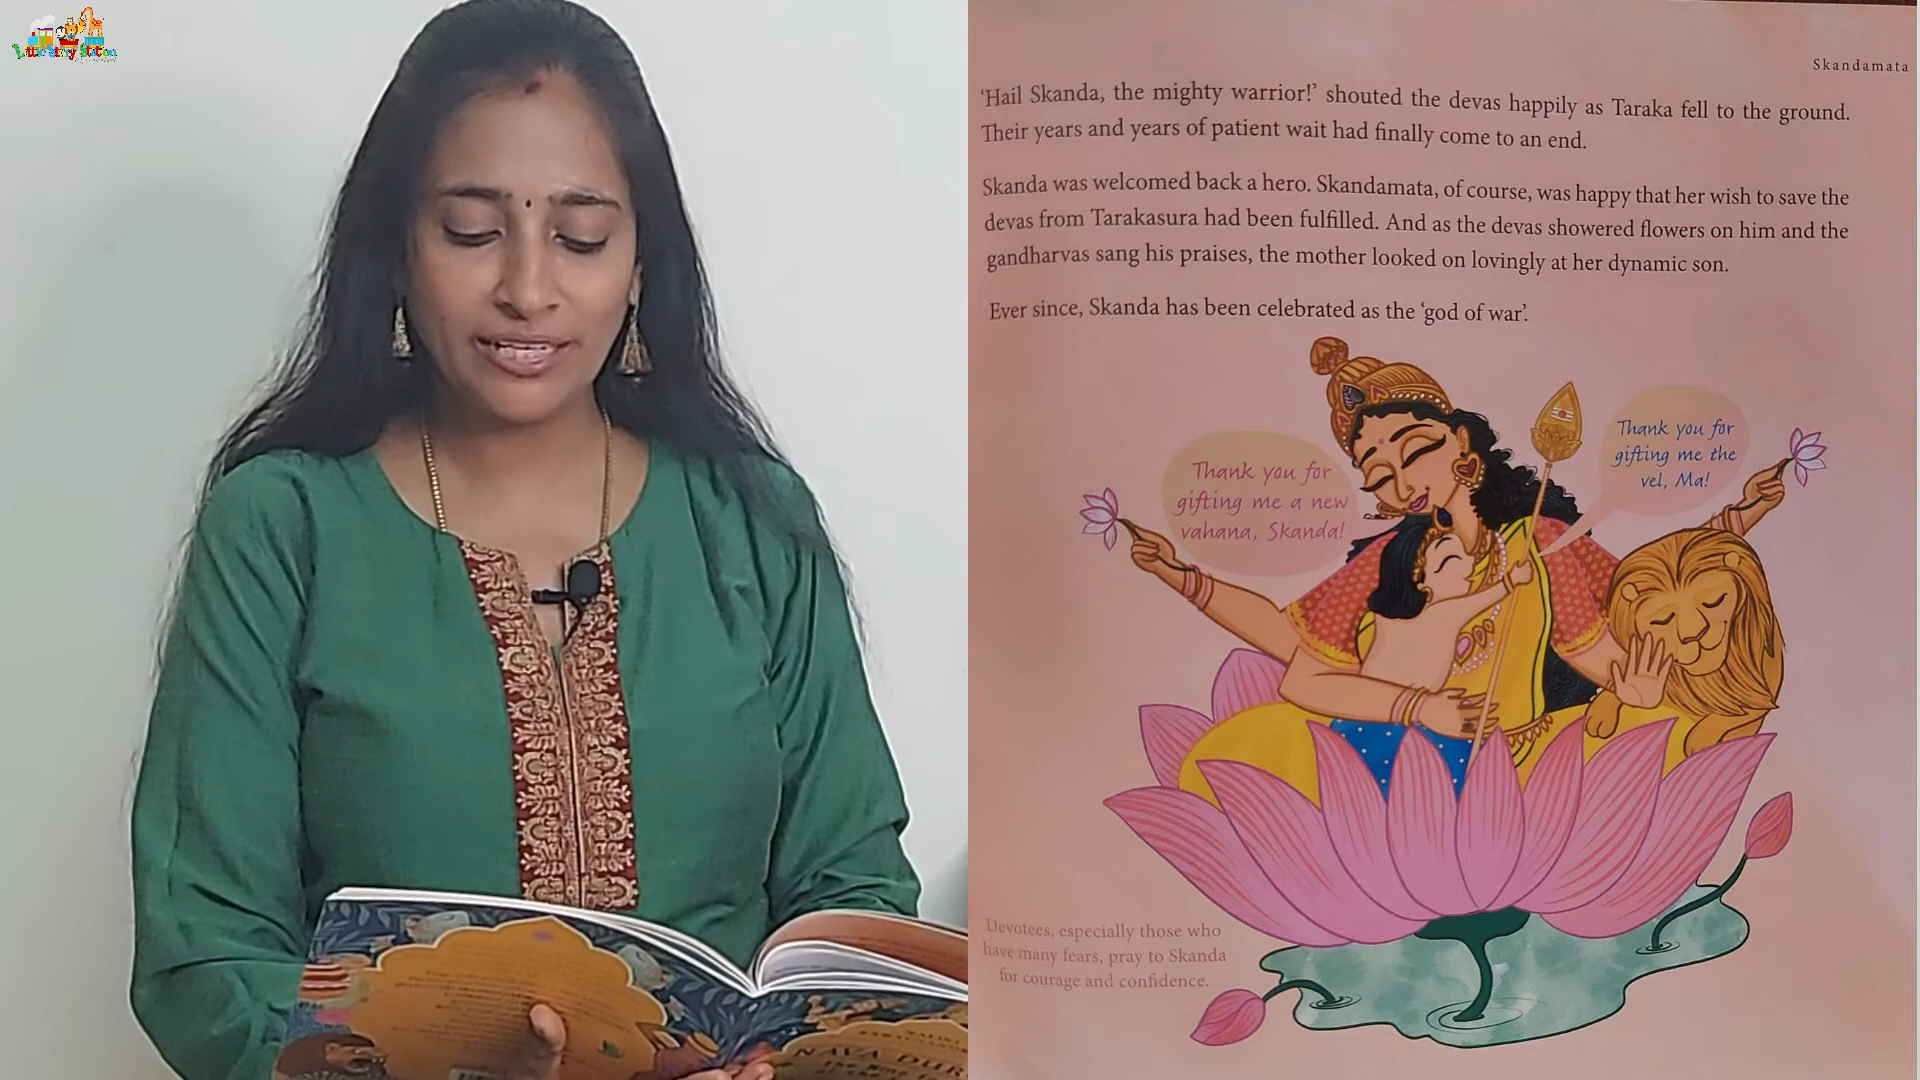 Little Story Station
Skandamata
‘Hail Skanda, the mighty warrior!’ shouted the devas happily as Taraka fell to the ground.
Their years and years of patient wait had finally come to an end.
Skanda was welcomed back a hero. Skandamata, of course, was happy that her wish to save the
devas from Tarakasura had been fulfilled. And as the devas showered flowers on him and the
gandharvas sang his praises, the mother looked on lovingly at her dynamic son.
Ever since, Skanda has been celebrated as the ‘god of war’.
Thank you for
gifting me a new
vahana, Skanda!
Thank you for
gifting me the
vel, Ma!
Devotees, especially those who
have many fears, pray to Skanda
for courage and confidence.
NAVA